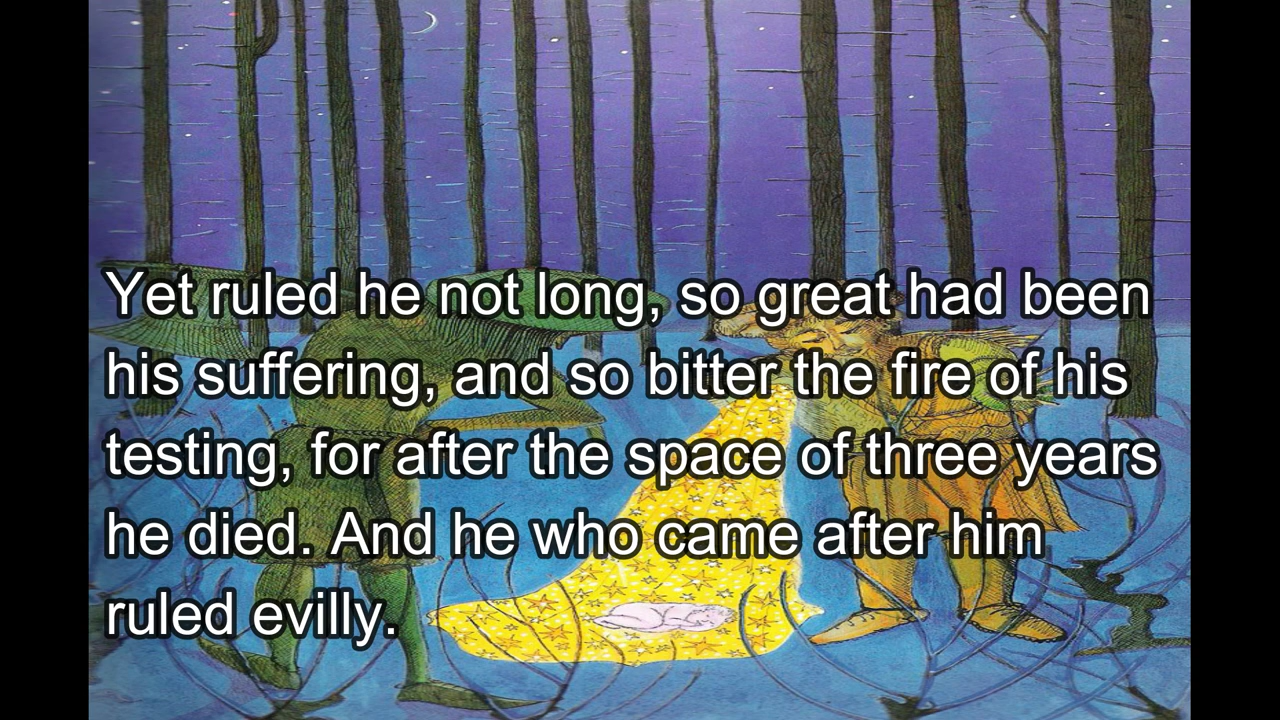 Yet ruled he not long, so great had been
his suffering, and so bitter the fire of his
testing, for after the space of three years
he died. And he who came after him
ruled evilly.